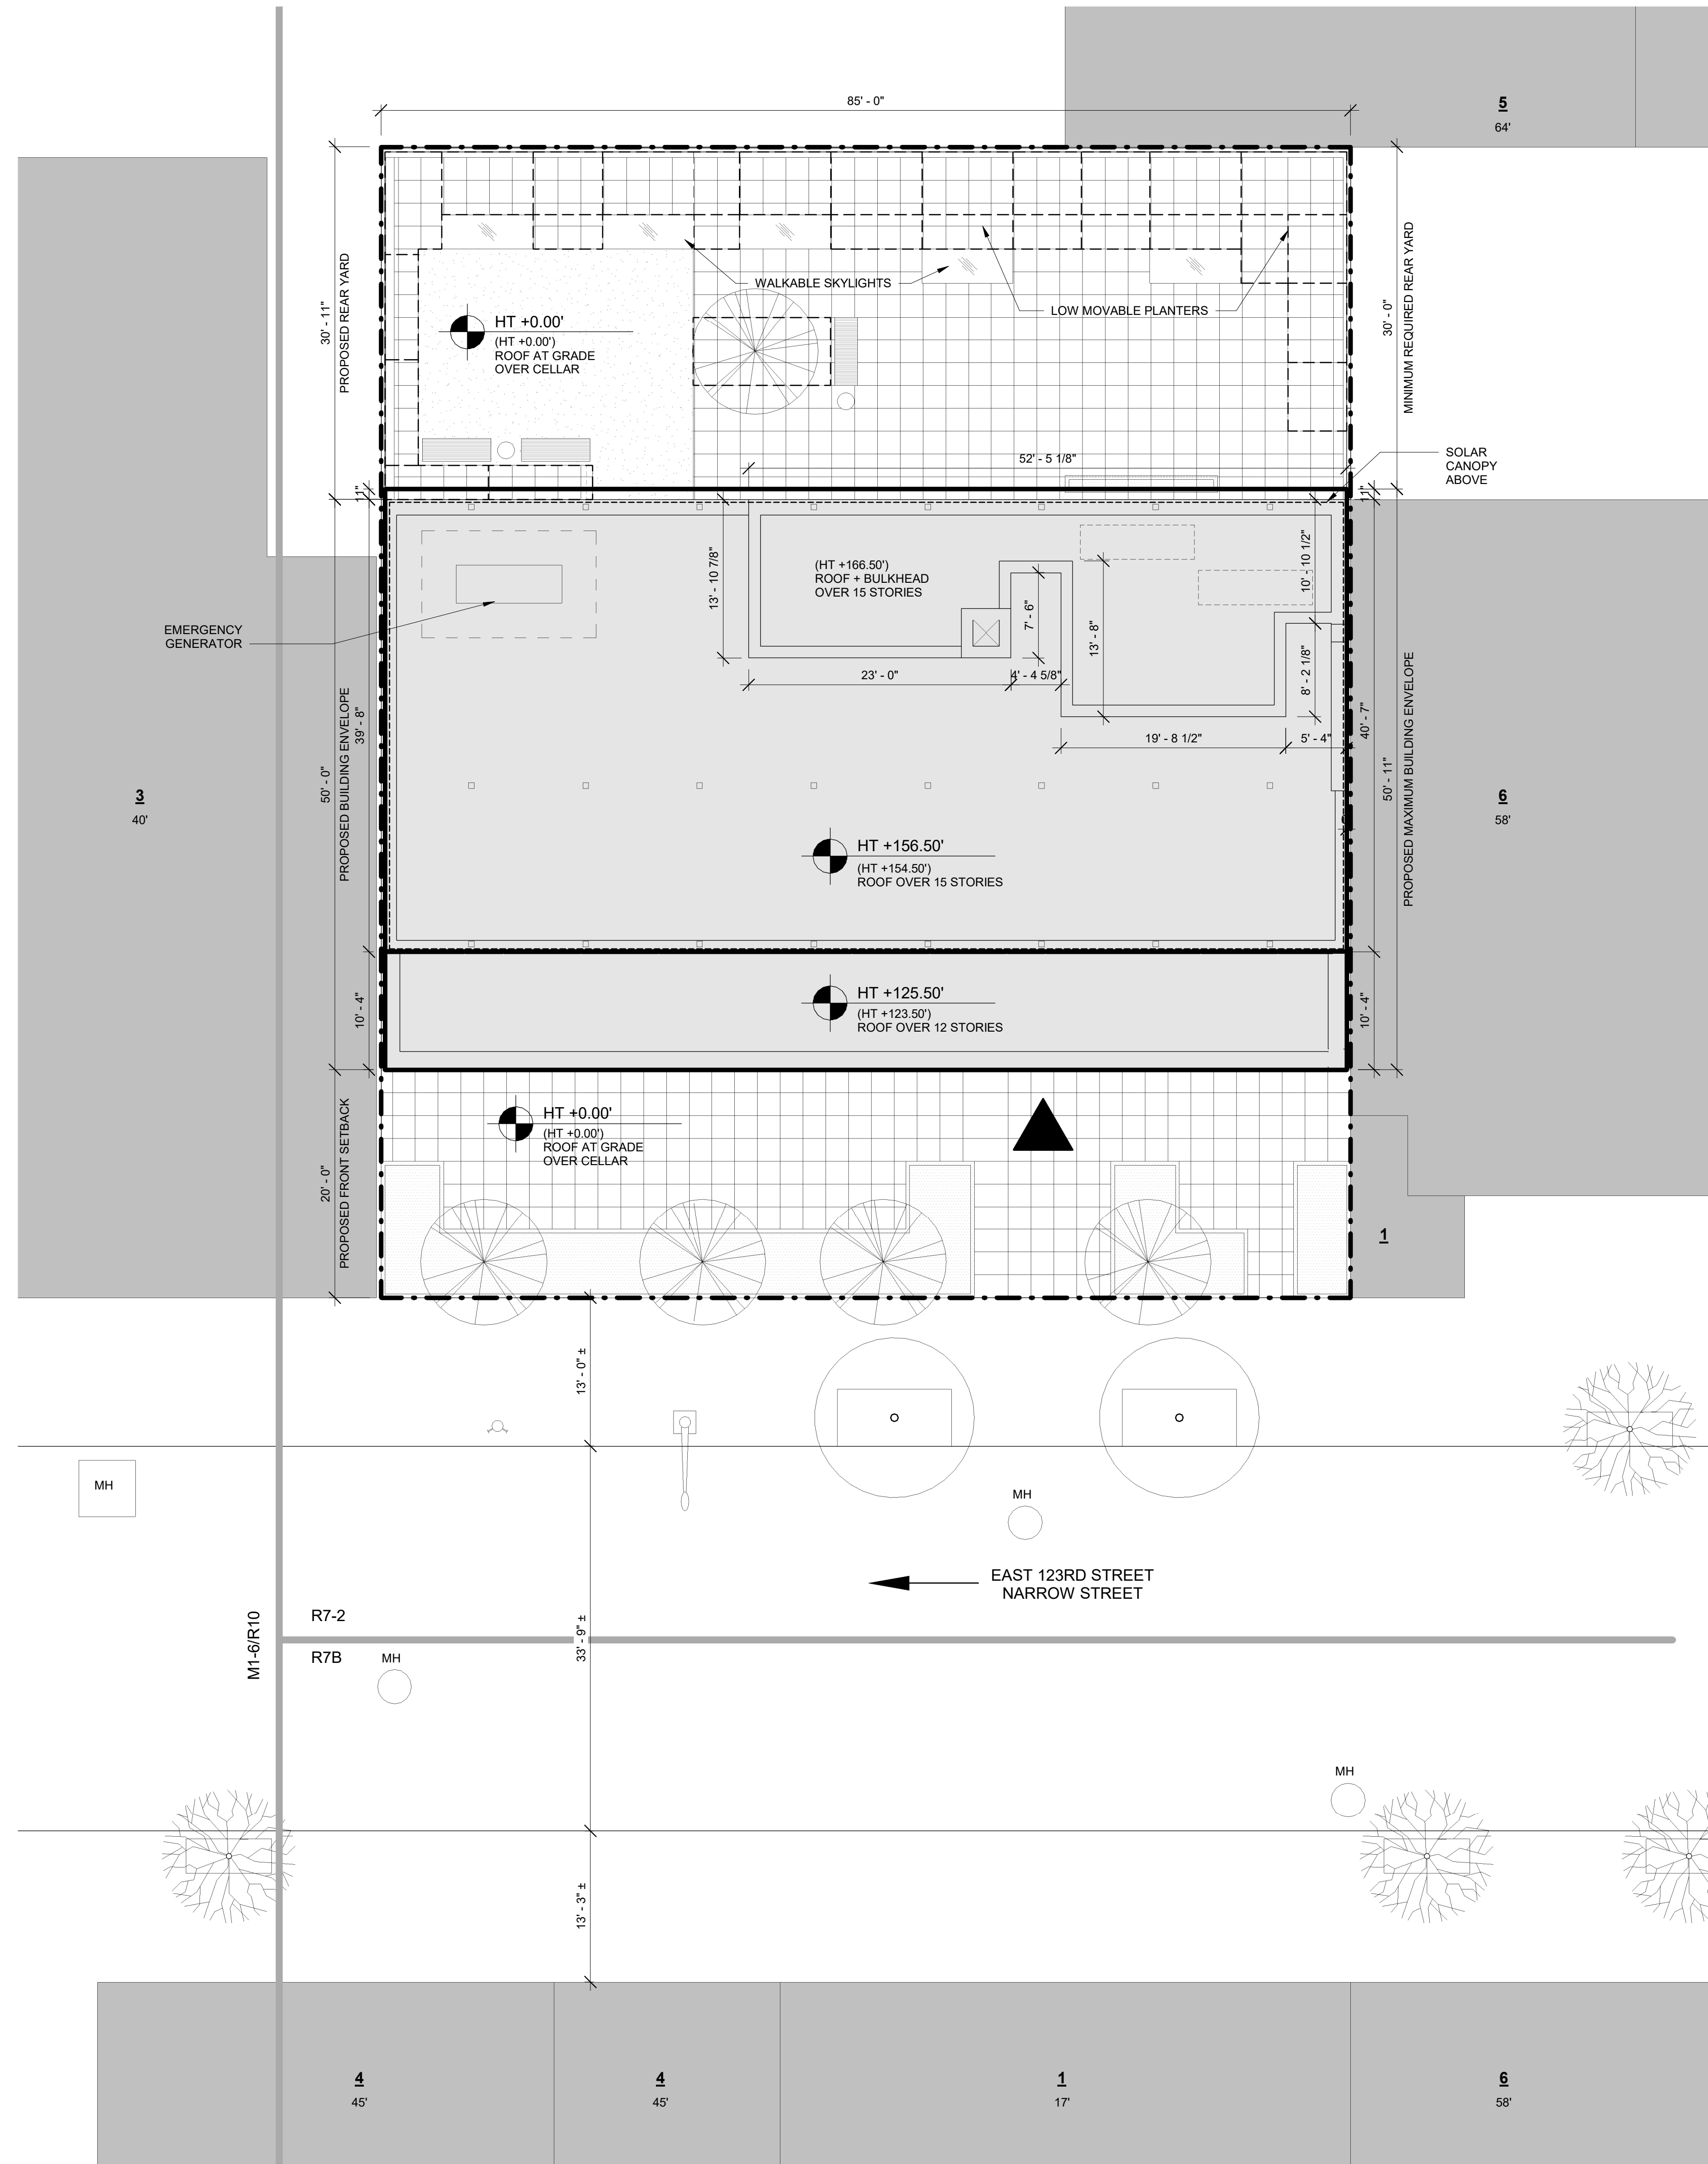 5
64'
85' - 0"
30' - 11"
PROPOSED REAR YARD
WALKABLE SKYLIGHTS
LOW MOVABLE PLANTERS
30' - 0"
MINIMUM REQUIRED REAR YARD
HT +0.00'
(HT +0.00')
ROOF AT GRADE
OVER CELLAR
52' - 5 1/8"
SOLAR
CANOPY
ABOVE
11"
11"
EMERGENCY
GENERATOR
13' - 10 7/8"
(HT +166.50')
ROOF + BULKHEAD
OVER 15 STORIES
7' - 6"
13' - 8"
10' - 10 1/2"
8' - 2 1/8"
23' - 0"
4' - 4 5/8"
19' - 8 1/2"
5' - 4"
50' - 0"
PROPOSED BUILDING ENVELOPE
39' - 8"
40' - 7"
50' - 11"
PROPOSED MAXIMUM BUILDING ENVELOPE
3
40'
6
58'
HT +156.50'
(HT +154.50')
ROOF OVER 15 STORIES
10' - 4"
HT +125.50'
(HT +123.50')
ROOF OVER 12 STORIES
10' - 4"
20' - 0"
PROPOSED FRONT SETBACK
HT +0.00'
(HT +0.00')
ROOF AT GRADE
OVER CELLAR
1
13' - 0" ±
MH
MH
EAST 123RD STREET
NARROW STREET
M1-6/R10
R7-2
R7B
MH
33' - 9" ±
MH
13' - 3" ±
4
45'
4
45'
1
17'
6
58'